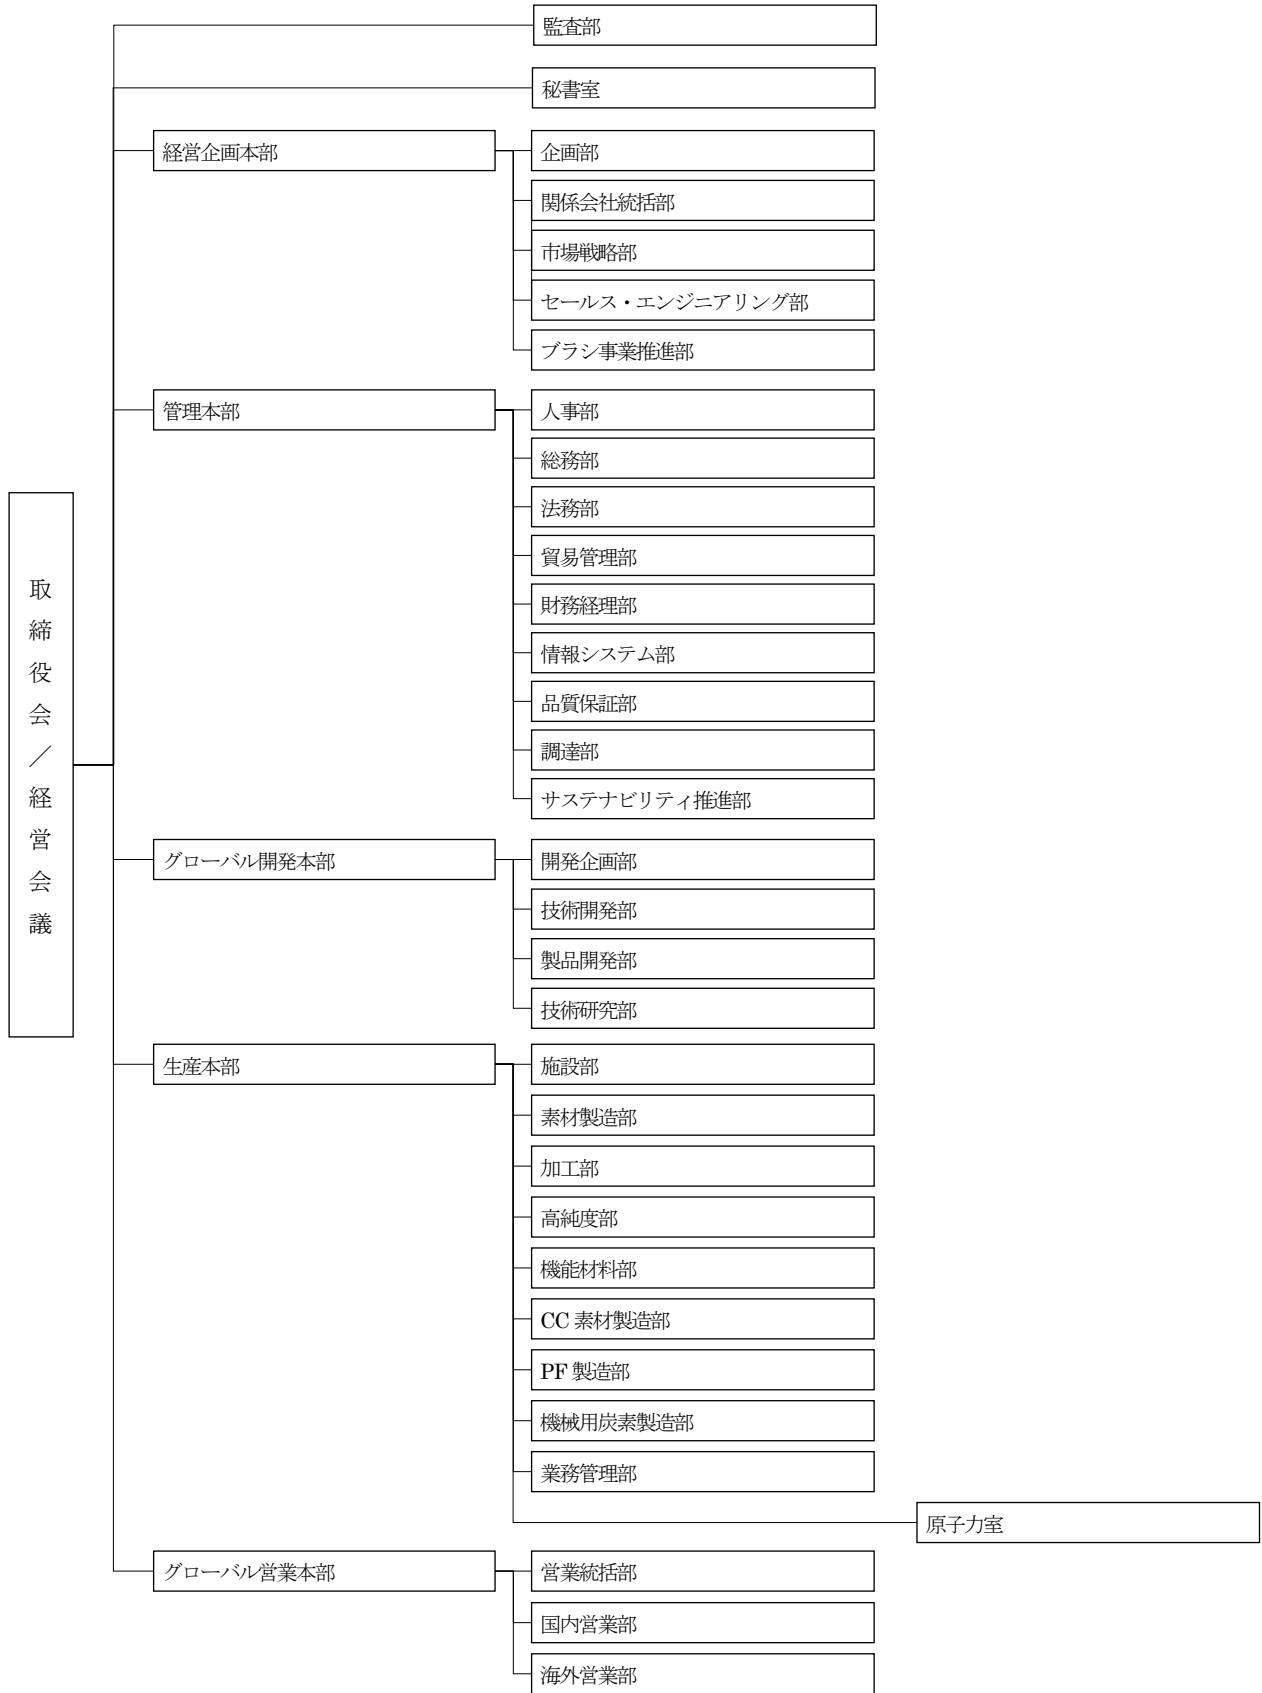 監査部
秘書室
経営企画本部
企画部
関係会社統括部
市場戦略部
セールス・エンジニアリング部
ブラシ事業推進部
管理本部
人事部
総務部
法務部
貿易管理部
財務経理部
情報システム部
品質保証部
調達部
サステナビリティ推進部
取締役会／経営会議
グローバル開発本部
開発企画部
技術開発部
製品開発部
技術研究部
生産本部
施設部
素材製造部
加工部
高純度部
機能材料部
CC 素材製造部
PF 製造部
機械用炭素製造部
業務管理部
原子力室
グローバル営業本部
営業統括部
国内営業部
海外営業部